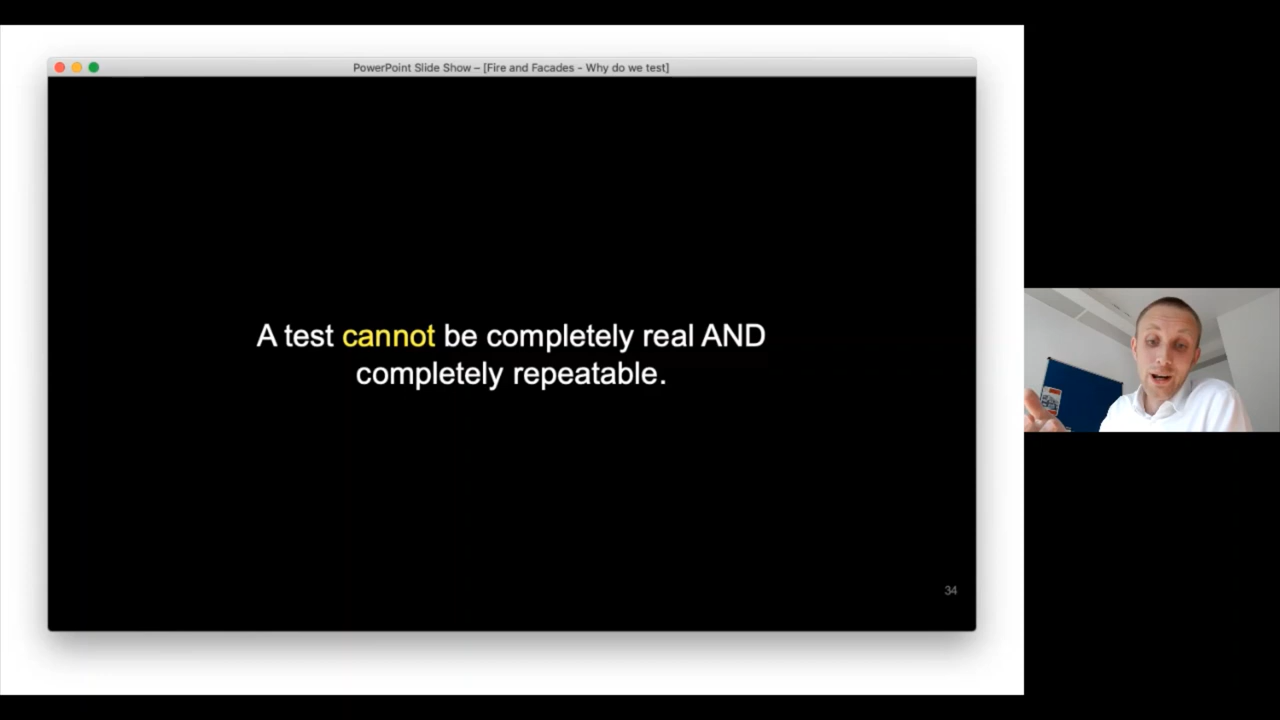 PowerPoint Slide Show – [Fire and Facades - Why do we test]
A test cannot be completely real AND
completely repeatable.
34